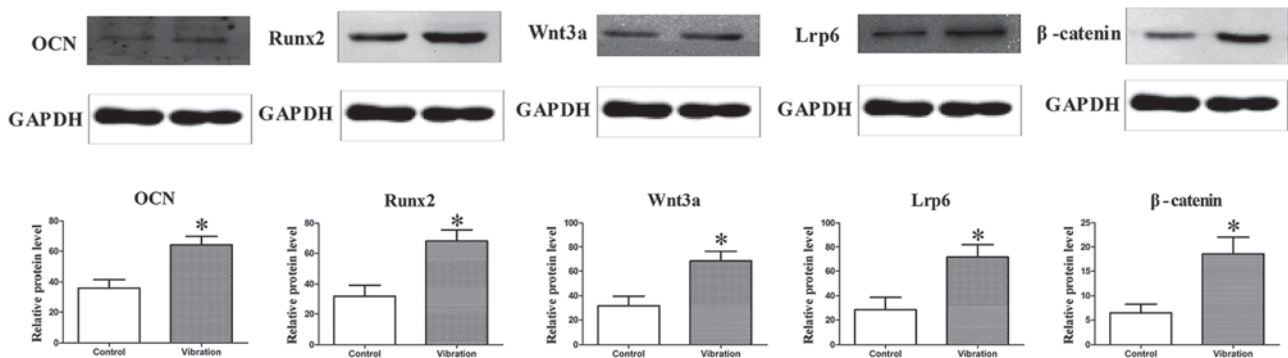 OCN
Runx2
Wnt3a
Lrp6
β-catenin
GAPDH
GAPDH
GAPDH
GAPDH
GAPDH
OCN
Relative protein level
80
60
40
20
0
*
Control Vibration
Runx2
Relative protein level
80
60
40
20
0
*
Control Vibration
Wnt3a
Relative protein level
100
80
60
40
20
0
*
Control Vibration
Lrp6
Relative protein level
100
80
60
40
20
0
*
Control Vibration
β-catenin
Relative protein level
25
20
15
10
5
0
*
Control Vibration